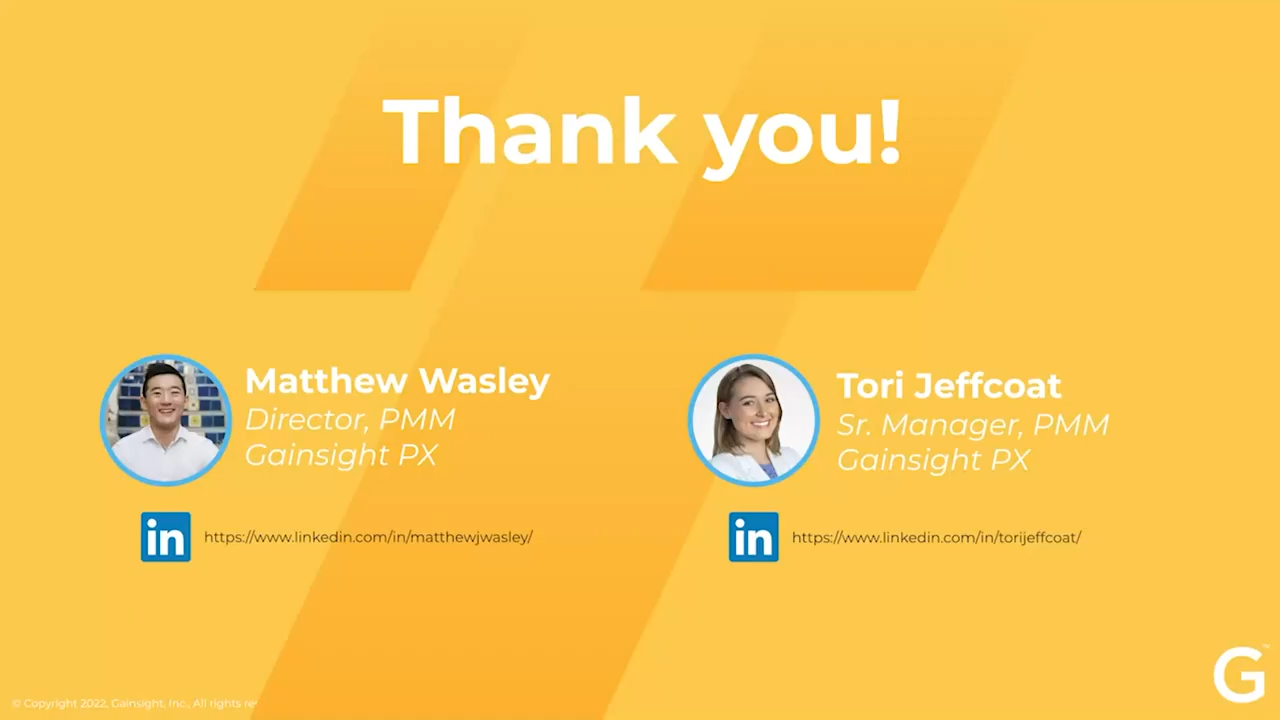 Thank you!
Matthew Wasley
Director, PMM
Gainsight PX
in
https://www.linkedin.com/in/matthewjwasley/
Tori Jeffcoat
Sr. Manager, PMM
Gainsight PX
in
https://www.linkedin.com/in/torijeffcoat/
© Copyright 2022, Gainsight, Inc., All rights
G